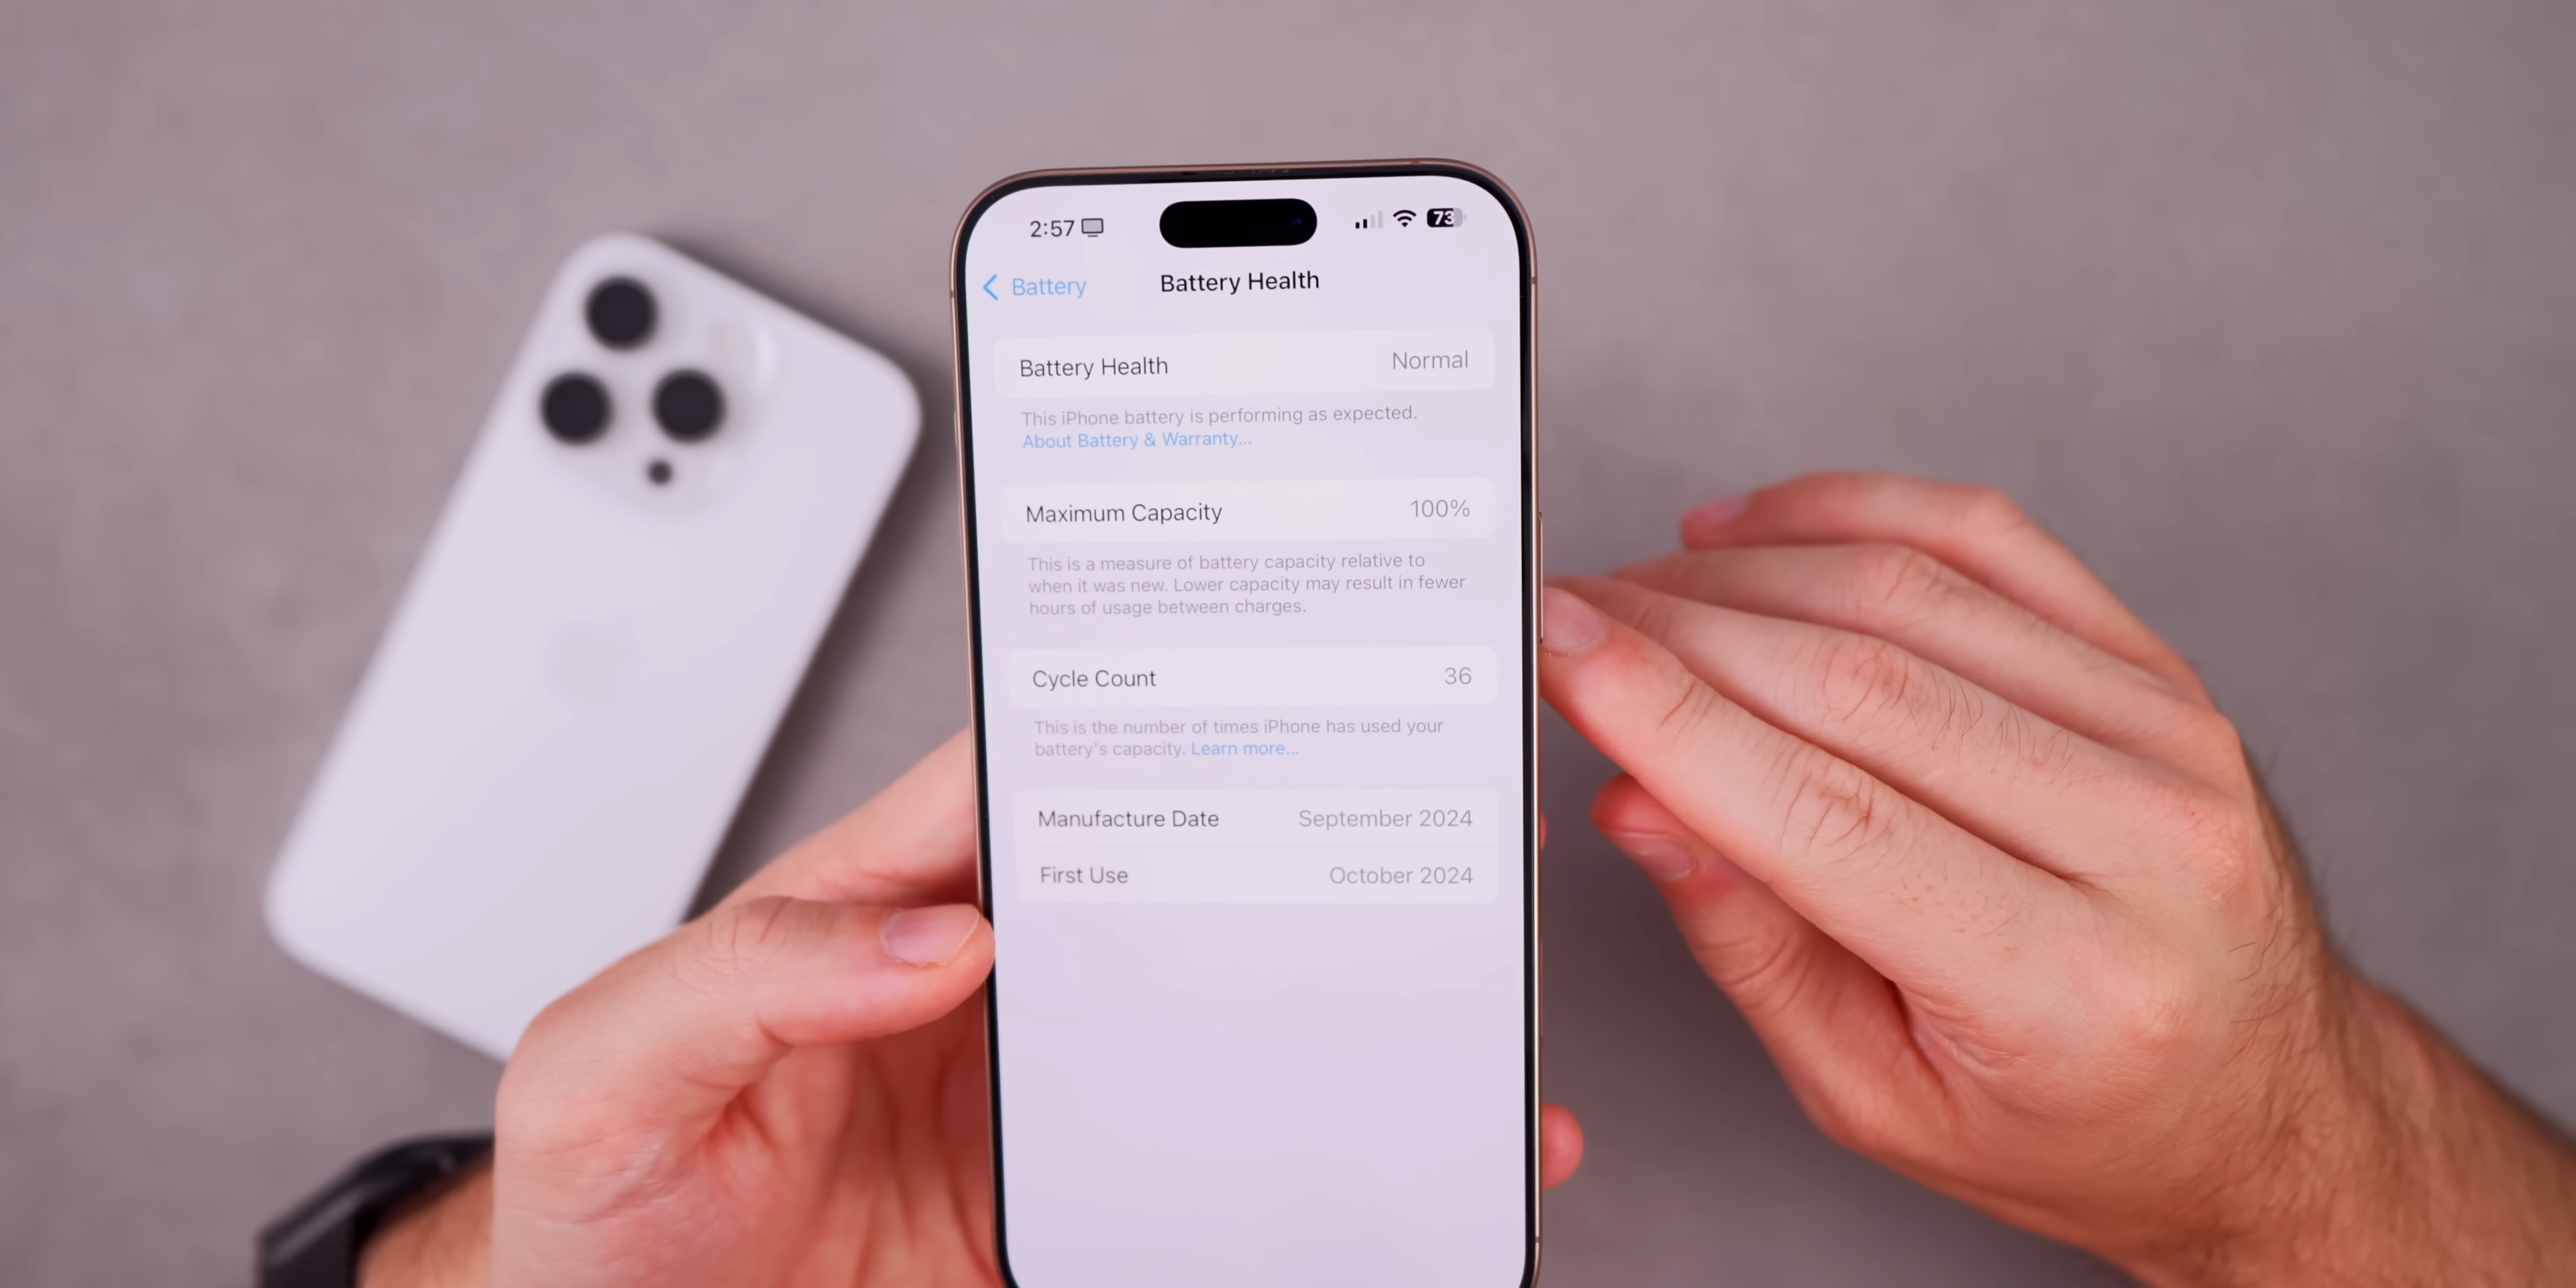 2:57
73
Battery
Battery Health
Battery Health Normal
This iPhone battery is performing as expected.
About Battery & Warranty...
Maximum Capacity 100%
This is a measure of battery capacity relative to
when it was new. Lower capacity may result in fewer
hours of usage between charges.
Cycle Count 36
This is the number of times iPhone has used your
battery's capacity. Learn more...
Manufacture Date September 2024
First Use October 2024